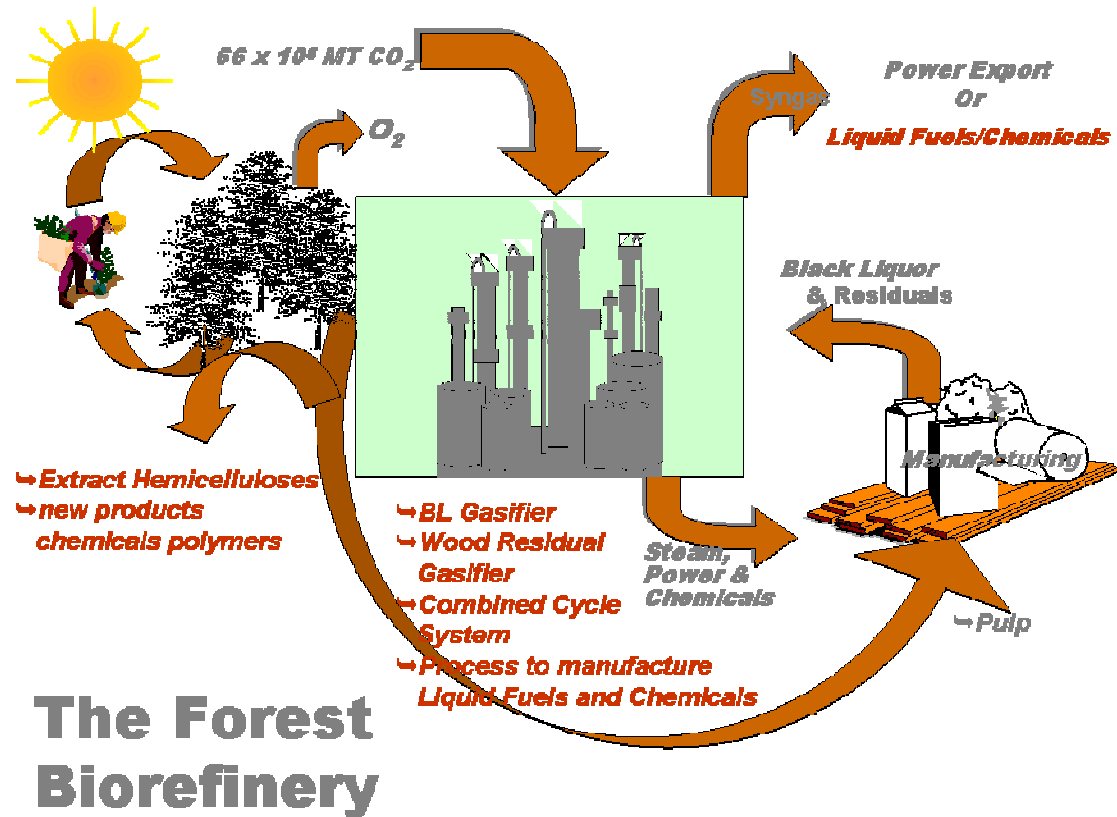 66 x 10⁶ MT CO₂
O₂
Syngas
Power Export
Or
Liquid Fuels/Chemicals
Black Liquor
& Residuals
Manufacturing
↪Extract Hemicelluloses
↪new products
chemicals polymers
↪BL Gasifier
↪Wood Residual
Gasifier
↪Combined Cycle
System
↪Process to manufacture
Liquid Fuels and Chemicals
Steam,
Power &
Chemicals
↪Pulp
The Forest
Biorefinery